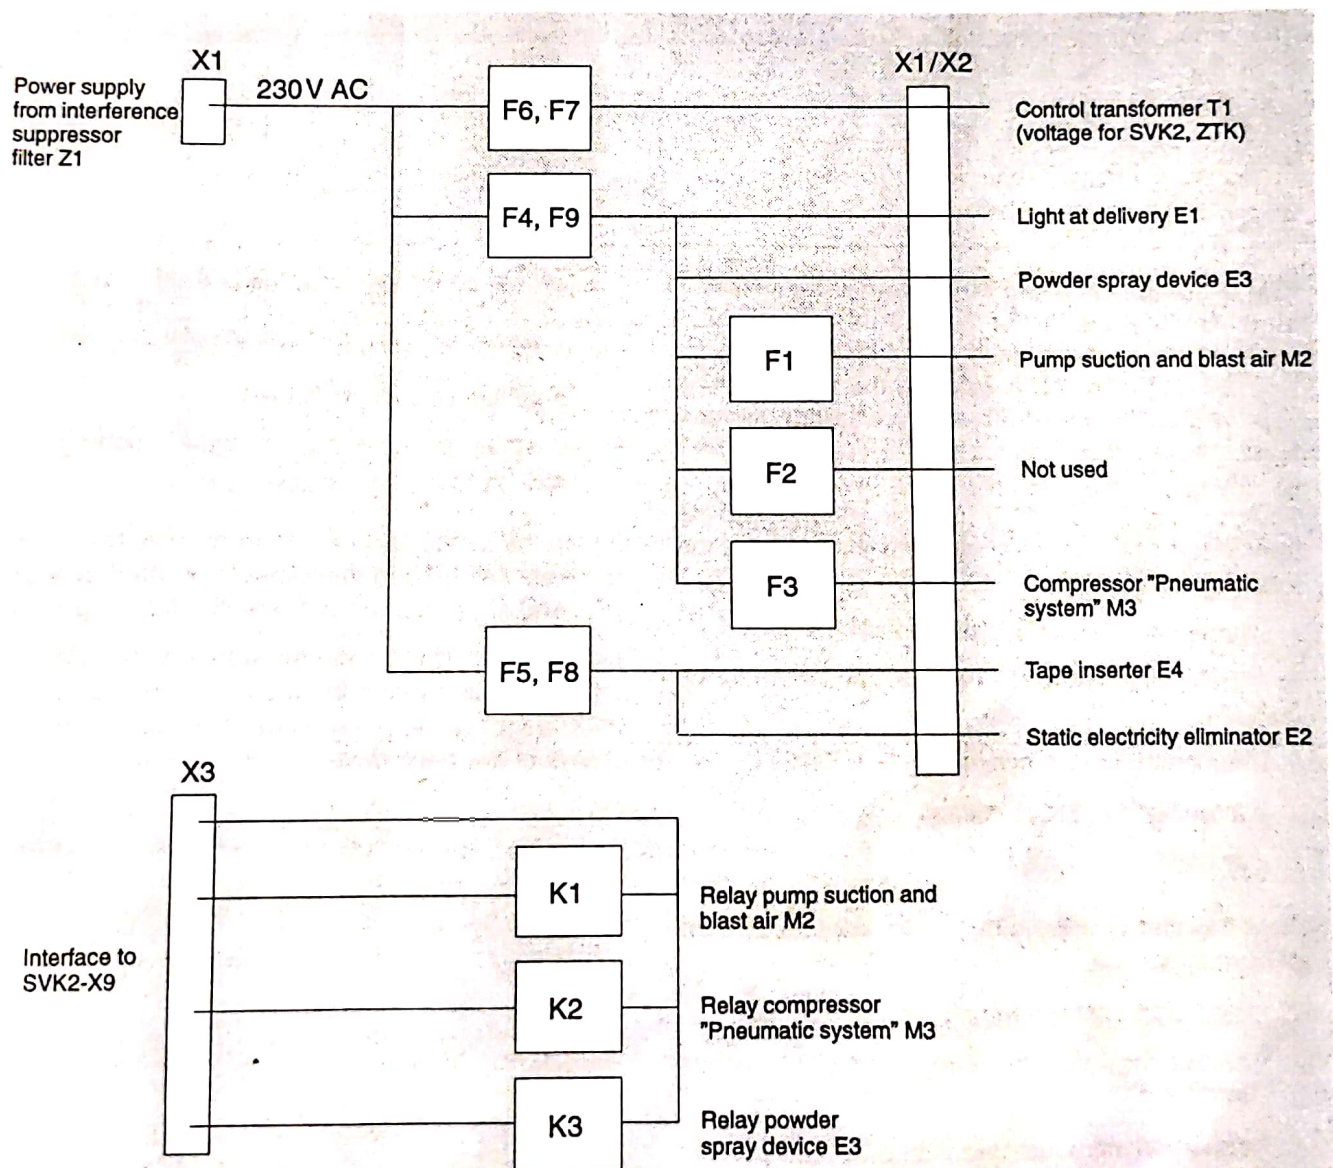 X1
Power supply
from interference
suppressor
filter Z1
230V AC
F6, F7
X1/X2
Control transformer T1
(voltage for SVK2, ZTK)
F4, F9
Light at delivery E1
Powder spray device E3
F1
Pump suction and blast air M2
F2
Not used
F3
Compressor "Pneumatic
system" M3
F5, F8
Tape inserter E4
Static electricity eliminator E2
X3
Interface to
SVK2-X9
K1
Relay pump suction and
blast air M2
K2
Relay compressor
"Pneumatic system" M3
K3
Relay powder
spray device E3